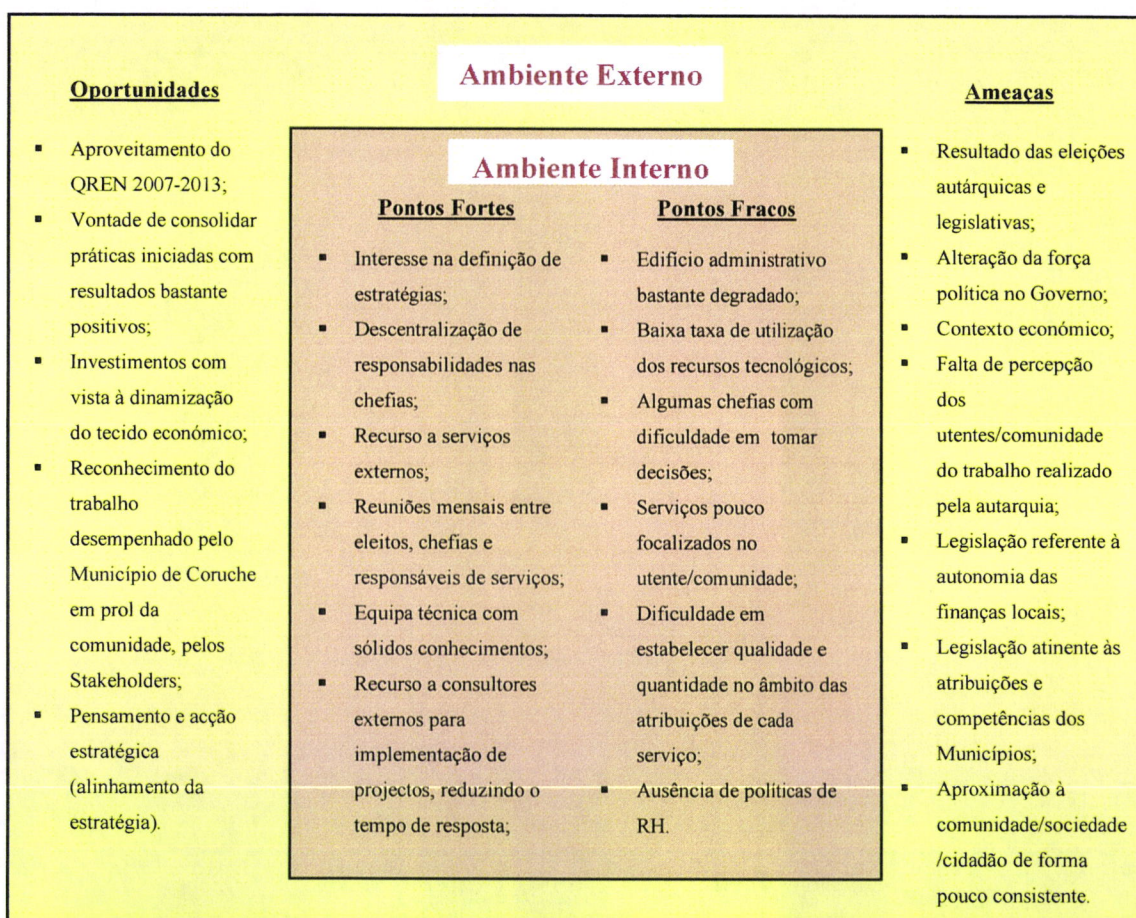 Ambiente Externo
Oportunidades
▪ Aproveitamento do
QREN 2007-2013;
▪ Vontade de consolidar
práticas iniciadas com
resultados bastante
positivos;
▪ Investimentos com
vista à dinamização
do tecido económico;
▪ Reconhecimento do
trabalho
desempenhado pelo
Município de Coruche
em prol da
comunidade, pelos
Stakeholders;
▪ Pensamento e acção
estratégica
(alinhamento da
estratégia).
Ambiente Interno
Pontos Fortes
▪ Interesse na definição de
estratégias;
▪ Descentralização de
responsabilidades nas
chefias;
▪ Recurso a serviços
externos;
▪ Reuniões mensais entre
eleitos, chefias e
responsáveis de serviços;
▪ Equipa técnica com
sólidos conhecimentos;
▪ Recurso a consultores
externos para
implementação de
projectos, reduzindo o
tempo de resposta;
Pontos Fracos
▪ Edifício administrativo
bastante degradado;
▪ Baixa taxa de utilização
dos recursos tecnológicos;
▪ Algumas chefias com
dificuldade em tomar
decisões;
▪ Serviços pouco
focalizados no
utente/comunidade;
▪ Dificuldade em
estabelecer qualidade e
quantidade no âmbito das
atribuições de cada
serviço;
▪ Ausência de políticas de
RH.
Ameaças
▪ Resultado das eleições
autárquicas e
legislativas;
▪ Alteração da força
política no Governo;
▪ Contexto económico;
▪ Falta de percepção
dos
utentes/comunidade
do trabalho realizado
pela autarquia;
▪ Legislação referente à
autonomia das
finanças locais;
▪ Legislação atinente às
atribuições e
competências dos
Municípios;
▪ Aproximação à
comunidade/sociedade
/cidadão de forma
pouco consistente.